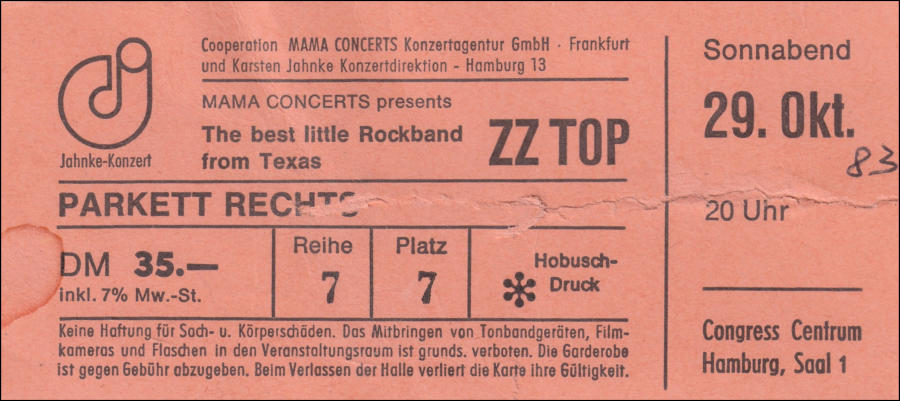 Cooperation MAMA CONCERTS Konzertagentur GmbH · Frankfurt
und Karsten Jahnke Konzertdirektion - Hamburg 13
Jahnke-Konzert
MAMA CONCERTS presents
The best little Rockband
from Texas
ZZ TOP
PARKETT RECHTS
DM 35.—
inkl. 7% Mw.-St.
Reihe
7
Platz
7
Hobusch-
Druck
Keine Haftung für Sach- u. Körperschäden. Das Mitbringen von Tonbandgeräten, Film-
kameras und Flaschen in den Veranstaltungsraum ist grunds. verboten. Die Garderobe
ist gegen Gebühr abzugeben. Beim Verlassen der Halle verliert die Karte ihre Gültigkeit.
Sonnabend
29. Okt.
83
20 Uhr
Congress Centrum
Hamburg, Saal 1